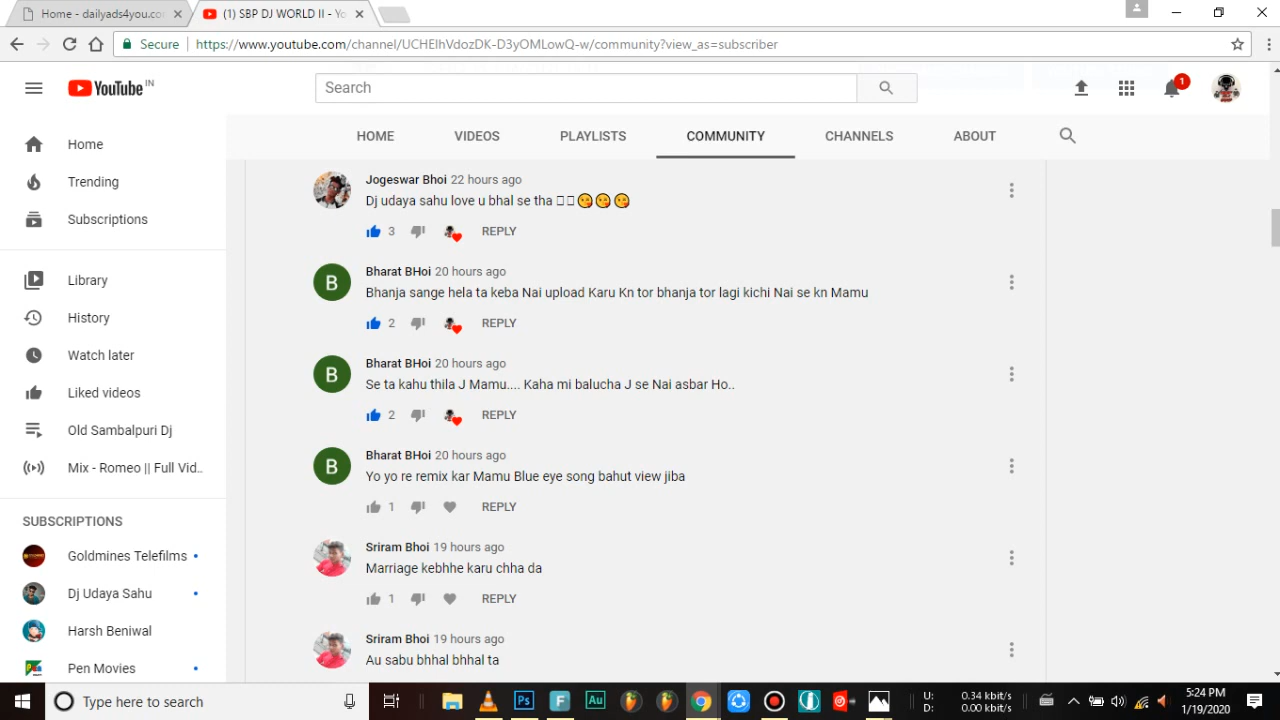 Home - dailyads4you.co
(1) SBP DJ WORLD II - Yo
Secure
https://www.youtube.com/channel/UCHElhVdozDK-D3yOMLowQ-w/community?view_as=subscriber
YouTube IN
Search
1
HOME VIDEOS PLAYLISTS COMMUNITY CHANNELS ABOUT
Home
Trending
Subscriptions
Library
History
Watch later
Liked videos
Old Sambalpuri Dj
Mix - Romeo || Full Vid..
SUBSCRIPTIONS
Goldmines Telefilms
Dj Udaya Sahu
Harsh Beniwal
Pen Movies
Jogeswar Bhoi 22 hours ago
Dj udaya sahu love u bhal se tha 😋😋😋
3 REPLY
B
Bharat BHoi 20 hours ago
Bhanja sange hela ta keba Nai upload Karu Kn tor bhanja tor lagi kichi Nai se kn Mamu
2 REPLY
B
Bharat BHoi 20 hours ago
Se ta kahu thila J Mamu.... Kaha mi balucha J se Nai asbar Ho..
2 REPLY
B
Bharat BHoi 20 hours ago
Yo yo re remix kar Mamu Blue eye song bahut view jiba
1 REPLY
Sriram Bhoi 19 hours ago
Marriage kebhhe karu chha da
1 REPLY
Sriram Bhoi 19 hours ago
Au sabu bhhal bhhal ta
Type here to search
Ps
F
Au
U: 0.34 kbit/s
D: 0.00 kbit/s
5:24 PM
1/19/2020